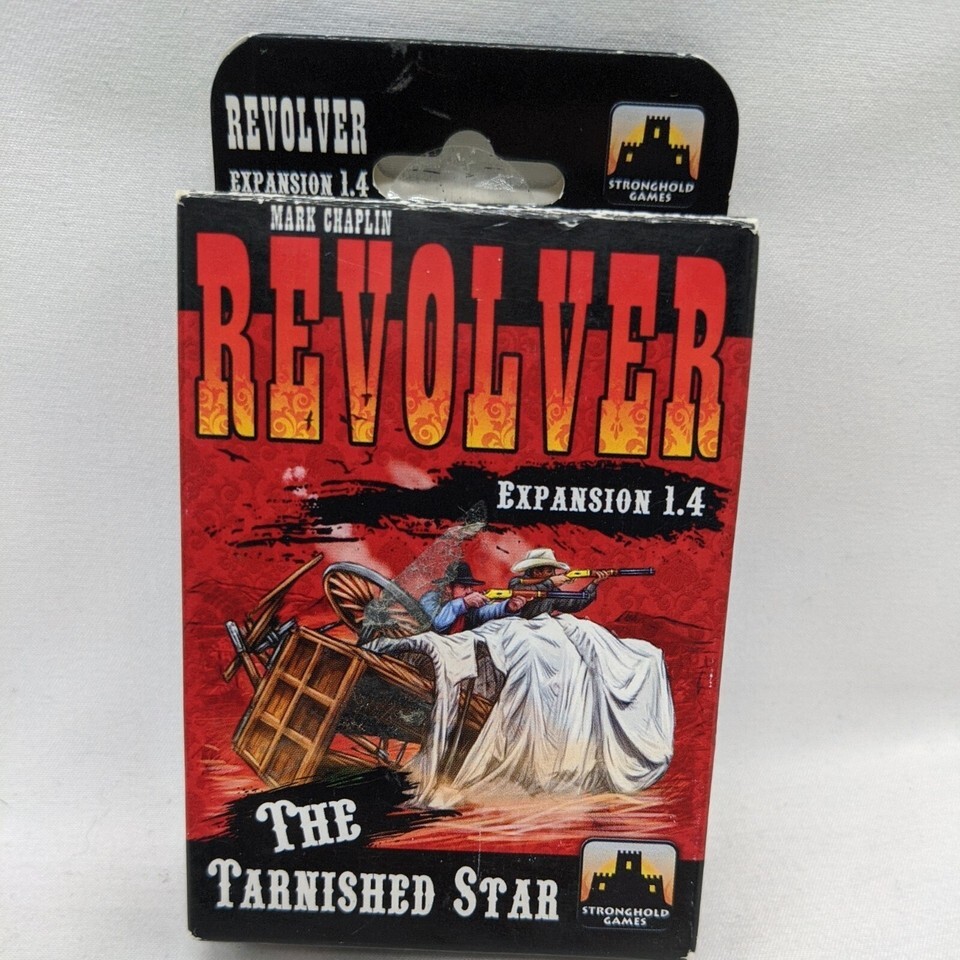 REVOLVER
EXPANSION 1.4
STRONGHOLD
GAMES
MARK CHAPLIN
REVOLVER
EXPANSION 1.4
THE
TARNISHED STAR
STRONGHOLD
GAMES